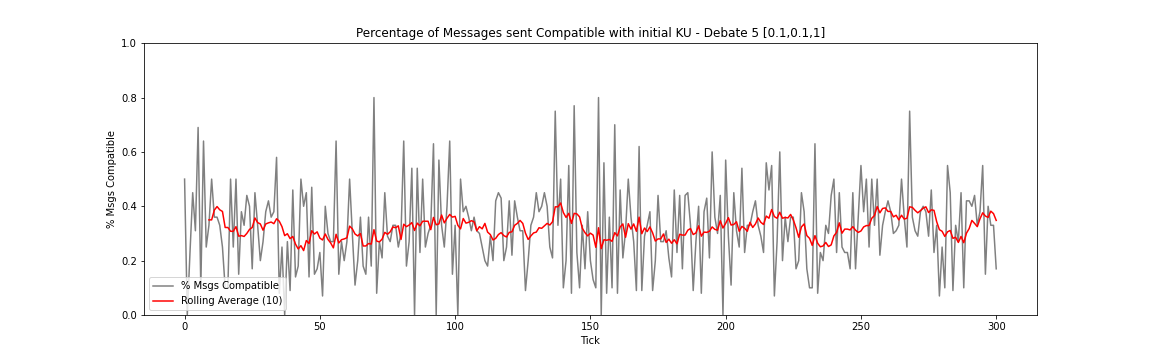 Percentage of Messages sent Compatible with initial KU - Debate 5 [0.1,0.1,1]
% Msgs Compatible
1.0
0.8
0.6
0.4
0.2
0.0
% Msgs Compatible
Rolling Average (10)
0 50 100 150 200 250 300
Tick